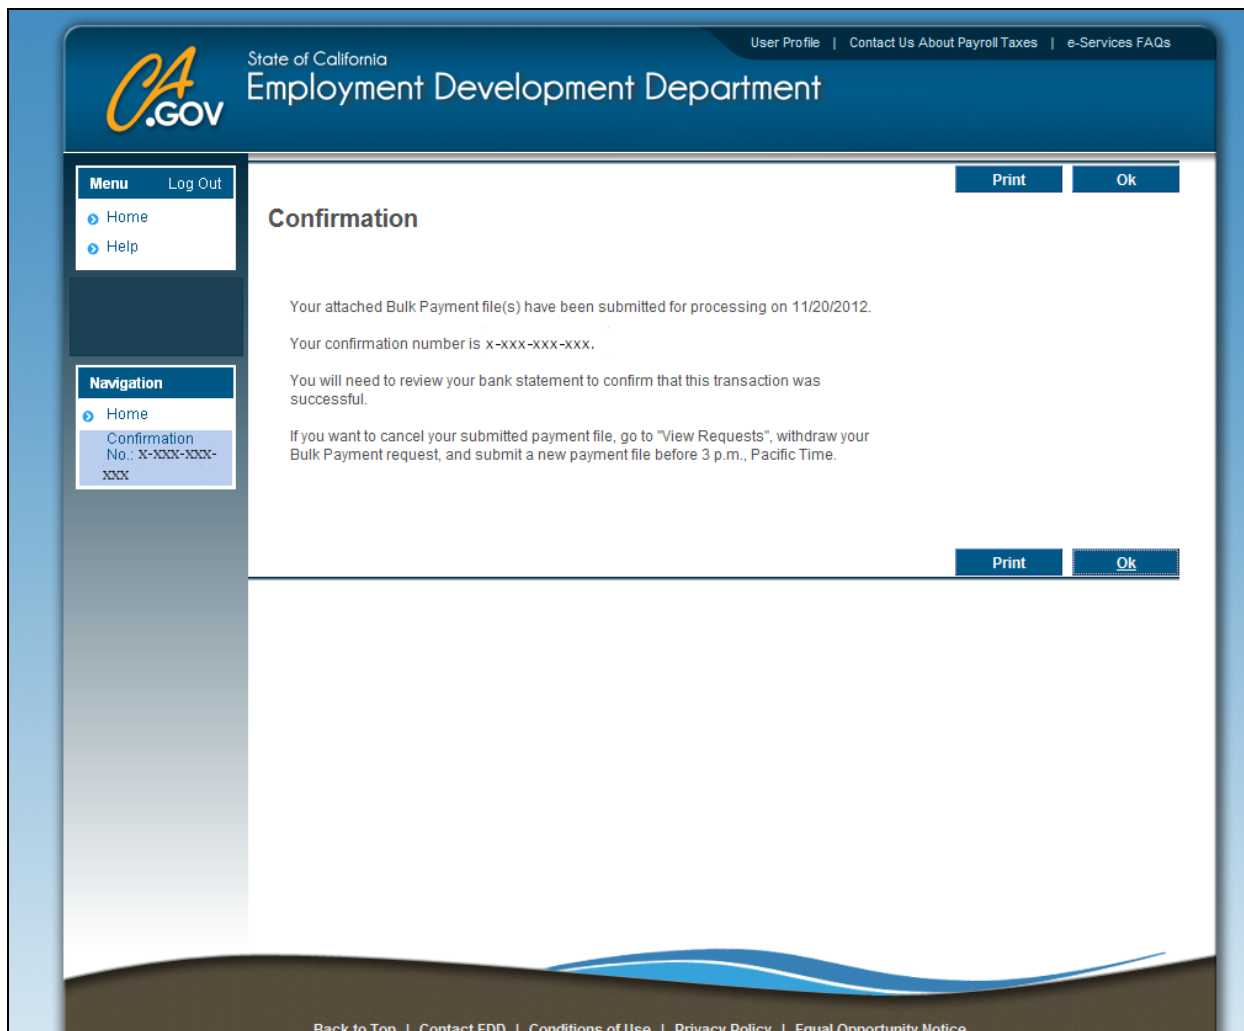 User Profile | Contact Us About Payroll Taxes | e-Services FAQs
CA.GOV
State of California
Employment Development Department
Menu Log Out
Home
Help
Print Ok
Confirmation
Your attached Bulk Payment file(s) have been submitted for processing on 11/20/2012.
Your confirmation number is x-xxx-xxx-xxx.
You will need to review your bank statement to confirm that this transaction was
successful.
If you want to cancel your submitted payment file, go to "View Requests", withdraw your
Bulk Payment request, and submit a new payment file before 3 p.m., Pacific Time.
Navigation
Home
Confirmation
No.: x-xxx-xxx-
xxx
Print Ok
Back to Top | Contact EDD | Conditions of Use | Privacy Policy | Equal Opportunity Notice